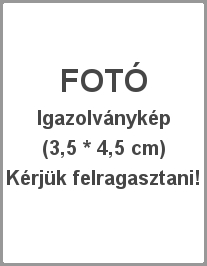 FOTÓ
Igazolványkép
(3,5 * 4,5 cm)
Kérjük felragasztani!